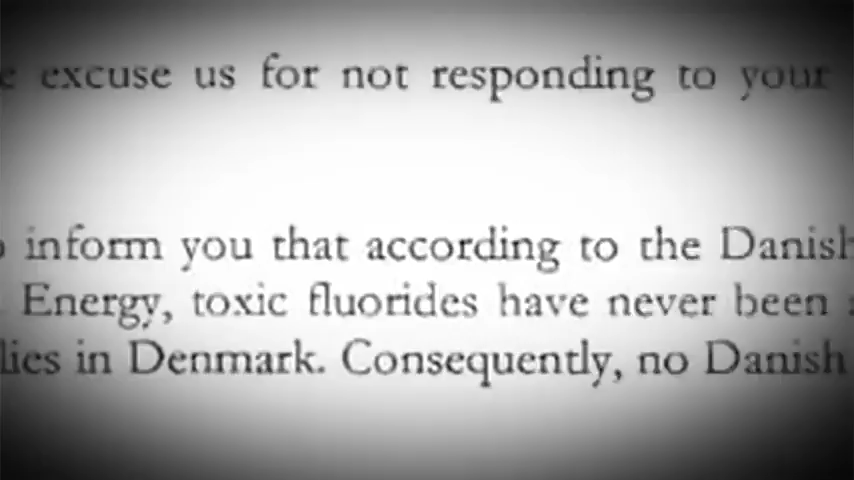 excuse us for not responding to your
inform you that according to the Danish
Energy, toxic fluorides have never been
lies in Denmark. Consequently, no Danish